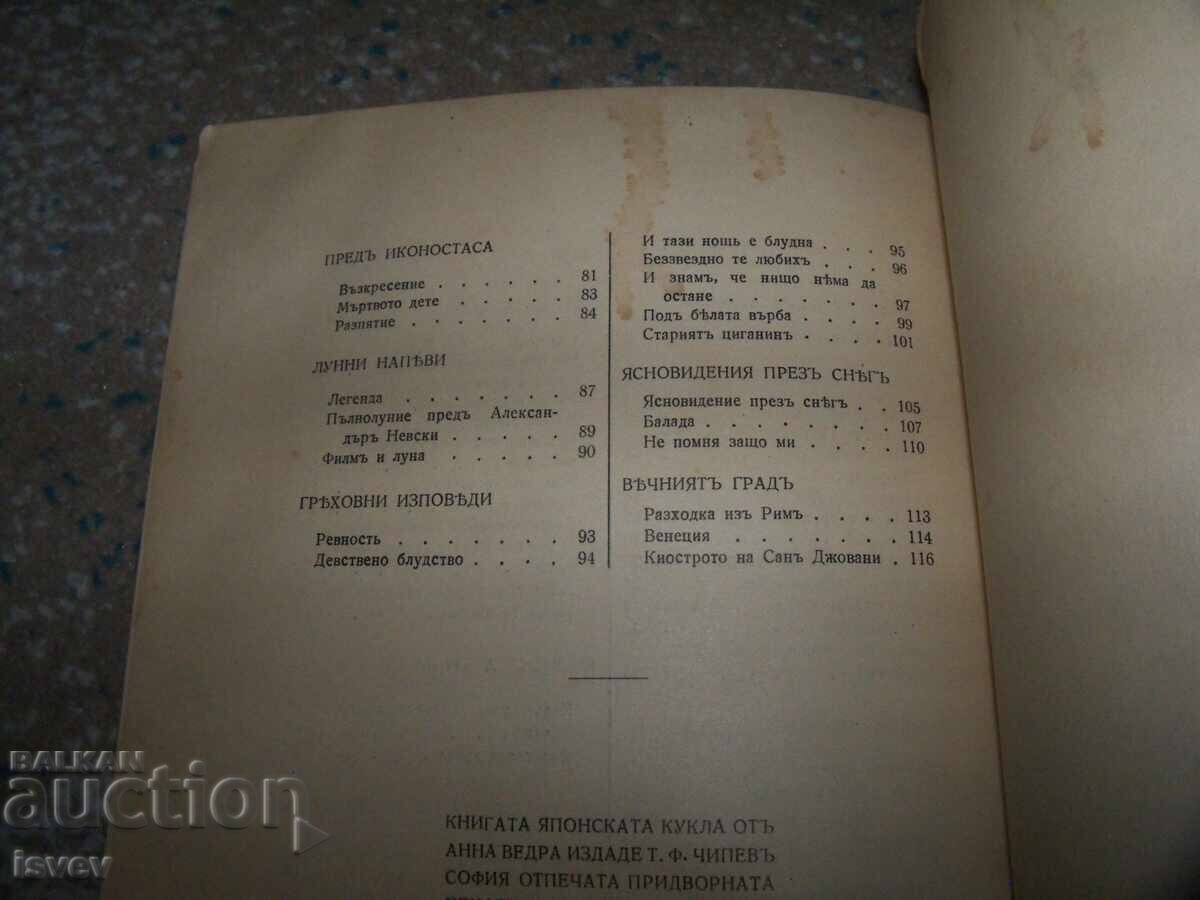 ПРЕДЪ ИКОНОСТАСА
Възкресение . . . . . . 81
Мъртвото дете . . . . . 83
Разпятие . . . . . . . 84
ЛУННИ НАПѢВИ
Легенда . . . . . . . 87
Пълнолуние предъ Алексан-
дъръ Невски . . . . . 89
Филмъ и луна . . . . . 90
ГРѢХОВНИ ИЗПОВѢДИ
Ревность . . . . . . . 93
Девствено блудство . . . . 94
И тази нощь е блудна . . . 95
Беззвездно те любихъ . . . 96
И знамъ, че нищо нѣма да
остане . . . . . . . 97
Подъ бѣлата върба . . . . 99
Стариятъ циганинъ . . . . 101
ЯСНОВИДЕНИЯ ПРЕЗЪ СНѢГЪ
Ясновидение презъ снѣгъ . . 105
Балада . . . . . . . . 107
Не помня защо ми . . . . 110
ВѢЧНИЯТЪ ГРАДЪ
Разходка изъ Римъ . . . . 113
Венеция . . . . . . . 114
Киострото на Санъ Джовани . 116
КНИГАТА ЯПОНСКАТА КУКЛА ОТЪ
АННА ВЕДРА ИЗДАДЕ Т. Ф. ЧИПЕВЪ
СОФИЯ ОТПЕЧАТА ПРИДВОРНАТА
BALKAN
auction
isvev